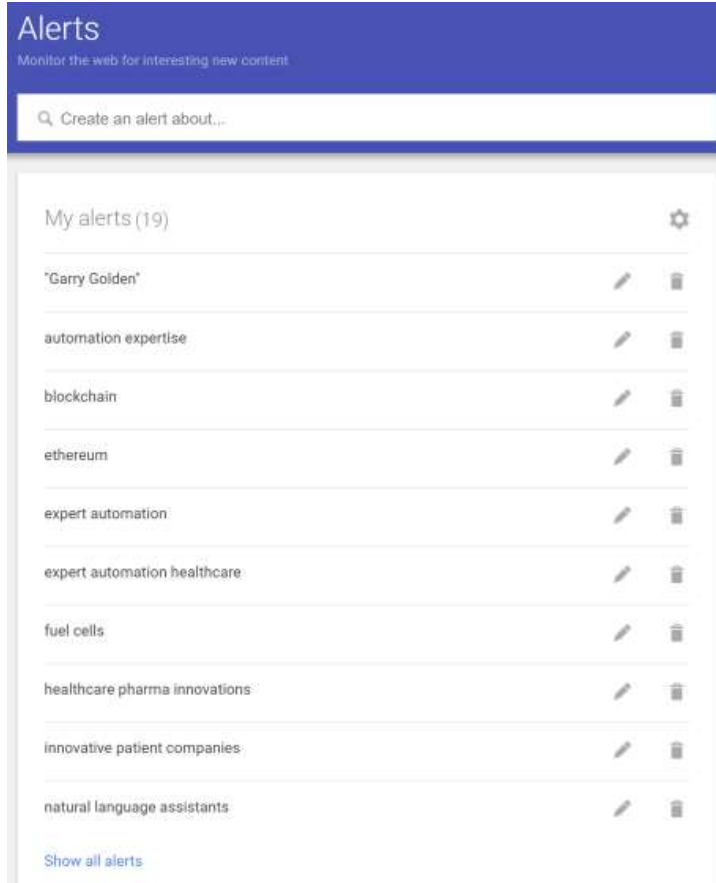 Alerts
Monitor the web for interesting new content
Create an alert about...
My alerts (19)
"Garry Golden"
automation expertise
blockchain
ethereum
expert automation
expert automation healthcare
fuel cells
healthcare pharma innovations
innovative patient companies
natural language assistants
Show all alerts